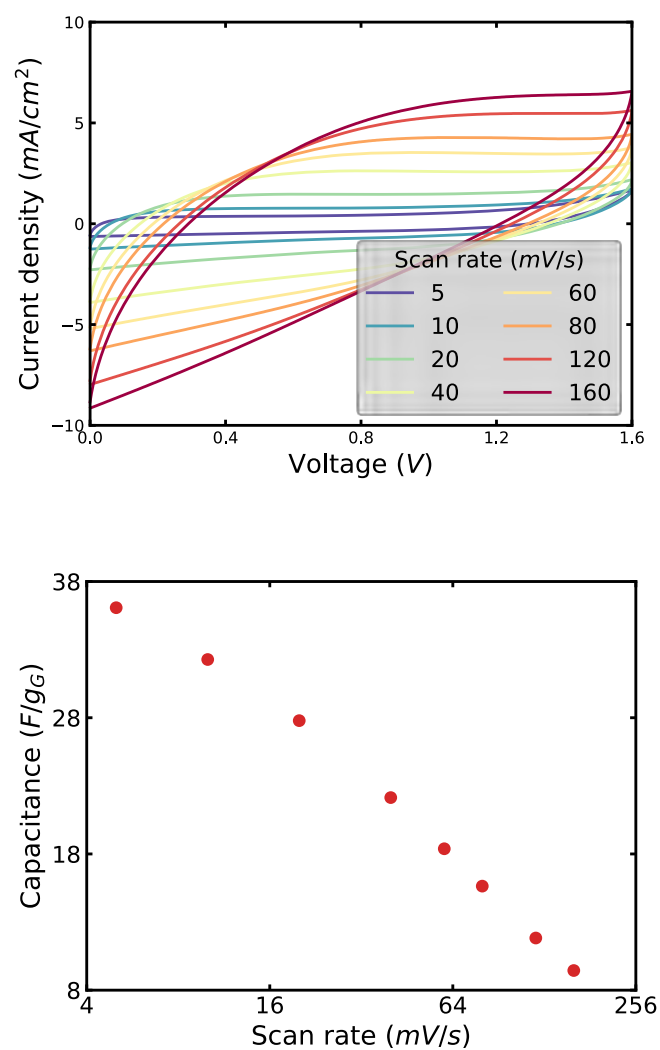 10
5
0
−5
−10
Current density (mA/cm²)
Scan rate (mV/s)
5 60
10 80
20 120
40 160
0.0 0.4 0.8 1.2 1.6
Voltage (V)
38
28
18
8
Capacitance (F/g_G)
4 16 64 256
Scan rate (mV/s)